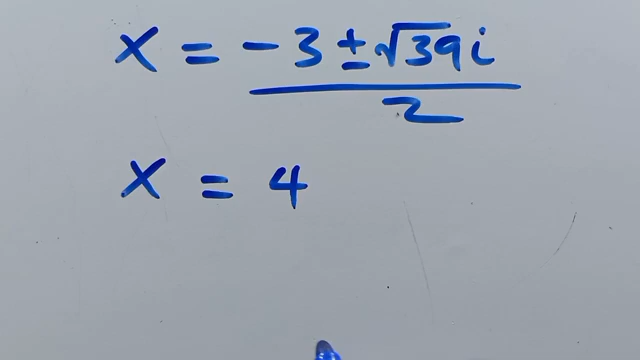 x = -3 ± √39i
2
x = 4